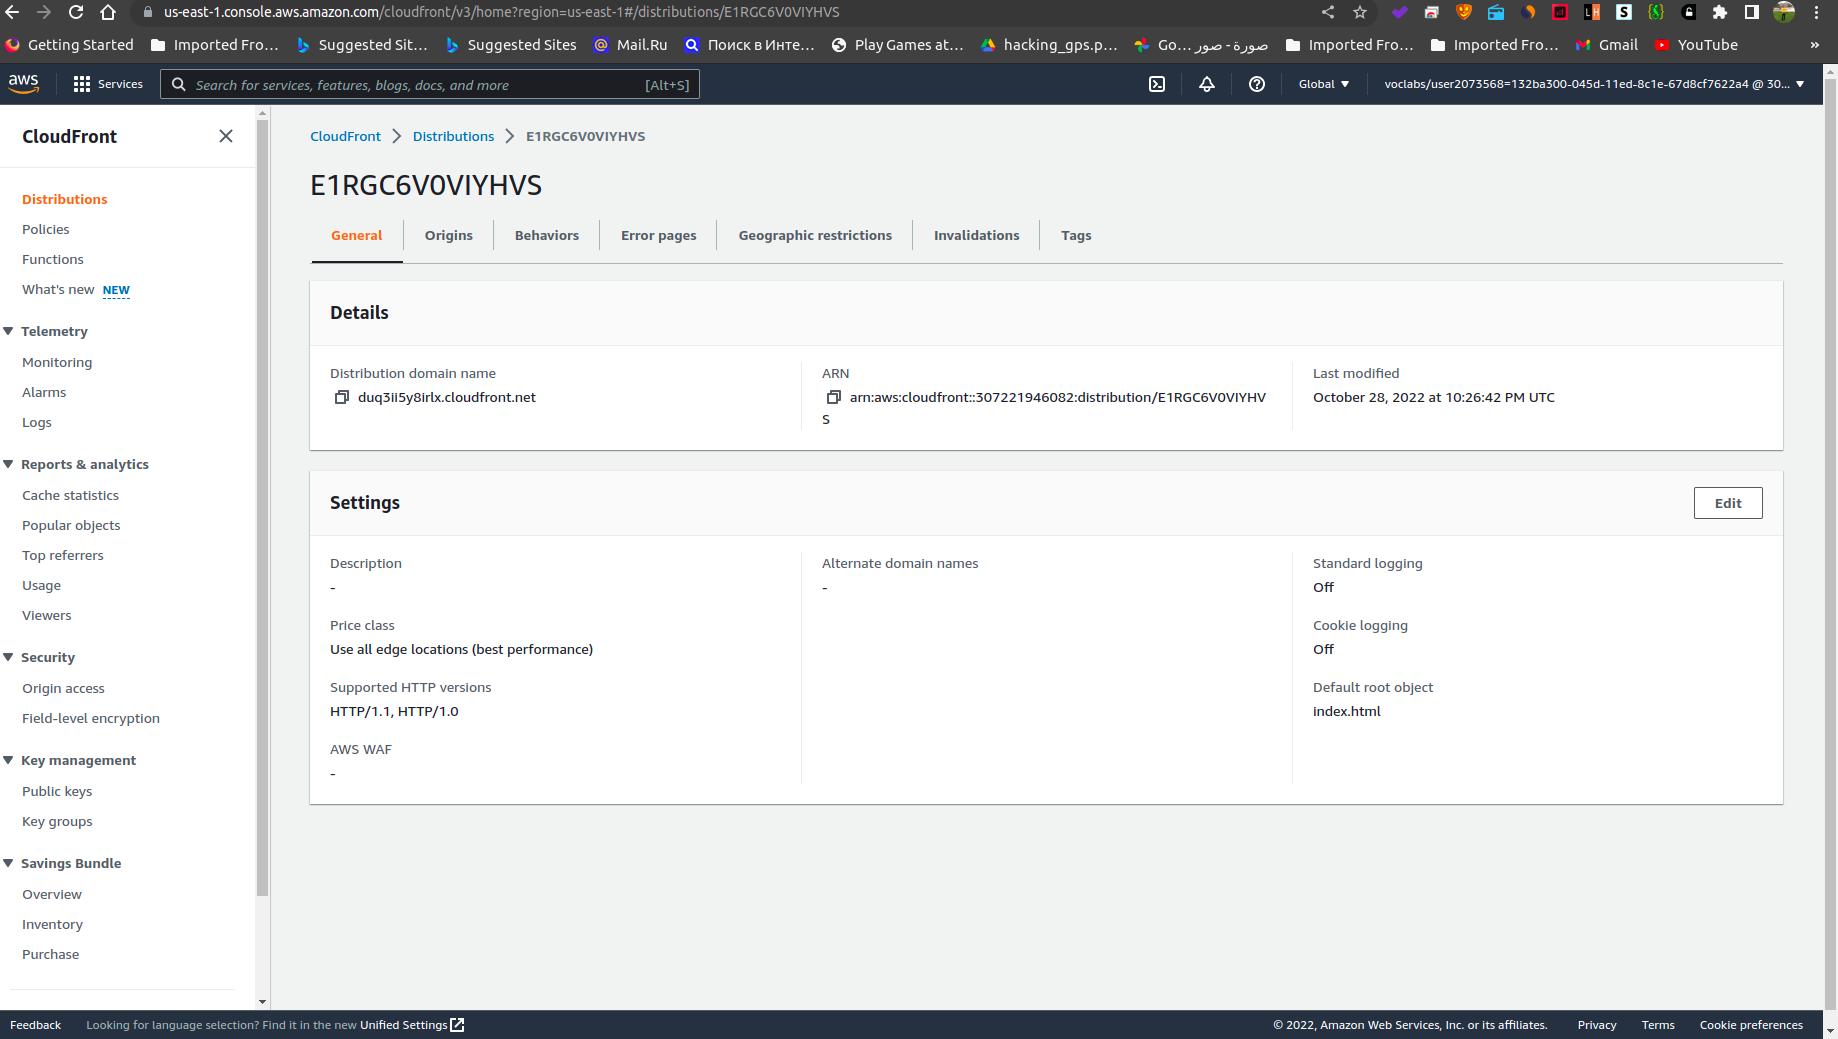 us-east-1.console.aws.amazon.com/cloudfront/v3/home?region=us-east-1#/distributions/E1RGC6V0VIYHVS
Getting Started Imported Fro... Suggested Sit... Suggested Sites Mail.Ru Поиск в Инте... Play Games at... hacking_gps.p... Go... صورة - صور Imported Fro... Imported Fro... Gmail YouTube »
aws Services Search for services, features, blogs, docs, and more [Alt+S] Global voclabs/user2073568=132ba300-045d-11ed-8c1e-67d8cf7622a4 @ 30...
CloudFront
Distributions
Policies
Functions
What's new NEW
Telemetry
Monitoring
Alarms
Logs
Reports & analytics
Cache statistics
Popular objects
Top referrers
Usage
Viewers
Security
Origin access
Field-level encryption
Key management
Public keys
Key groups
Savings Bundle
Overview
Inventory
Purchase
CloudFront > Distributions > E1RGC6V0VIYHVS
E1RGC6V0VIYHVS
General Origins Behaviors Error pages Geographic restrictions Invalidations Tags
Details
Distribution domain name
duq3ii5y8irlx.cloudfront.net
ARN
arn:aws:cloudfront::307221946082:distribution/E1RGC6V0VIYHV
S
Last modified
October 28, 2022 at 10:26:42 PM UTC
Settings
Edit
Description
-
Price class
Use all edge locations (best performance)
Supported HTTP versions
HTTP/1.1, HTTP/1.0
AWS WAF
-
Alternate domain names
-
Standard logging
Off
Cookie logging
Off
Default root object
index.html
Feedback Looking for language selection? Find it in the new Unified Settings © 2022, Amazon Web Services, Inc. or its affiliates. Privacy Terms Cookie preferences